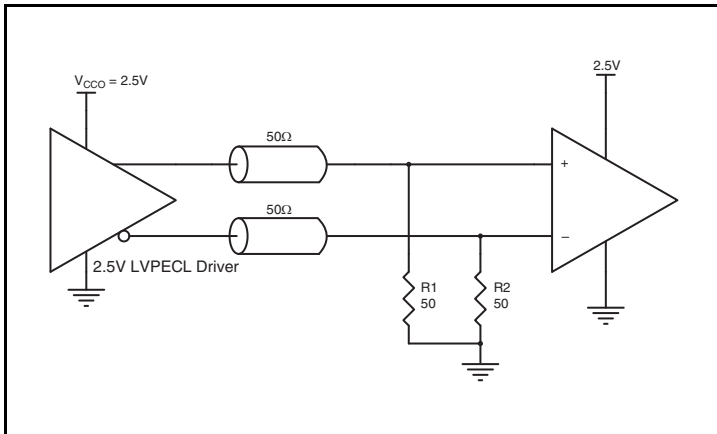 V_CCO = 2.5V
2.5V
50Ω
+
50Ω
–
2.5V LVPECL Driver
R1
50
R2
50